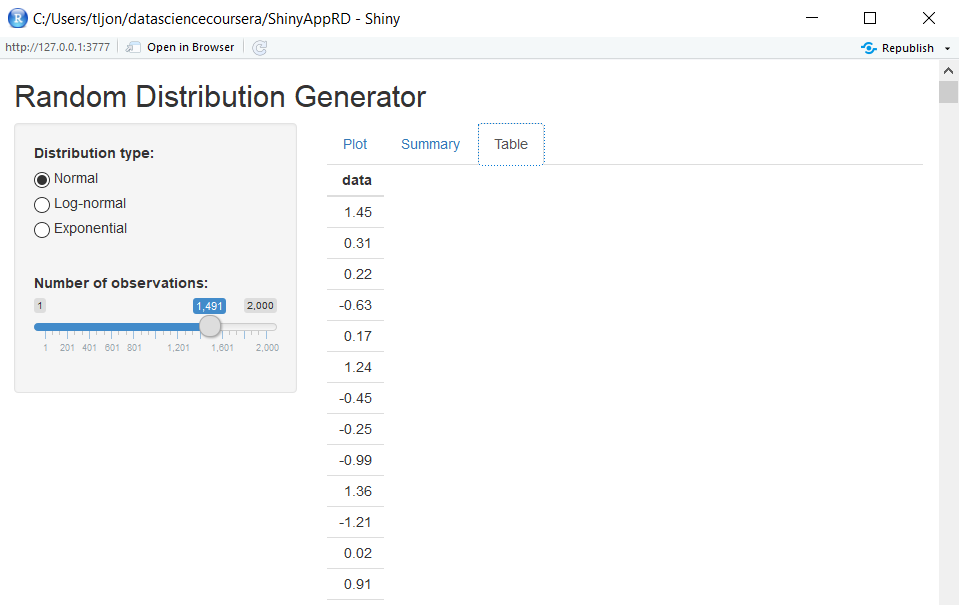 R C:/Users/tljon/datasciencecoursera/ShinyAppRD - Shiny
http://127.0.0.1:3777 Open in Browser Republish
Random Distribution Generator
Distribution type:
Normal
Log-normal
Exponential
Number of observations:
1 1,491 2,000
1 201 401 601 801 1,201 1,601 2,000
Plot Summary Table
data
1.45
0.31
0.22
-0.63
0.17
1.24
-0.45
-0.25
-0.99
1.36
-1.21
0.02
0.91